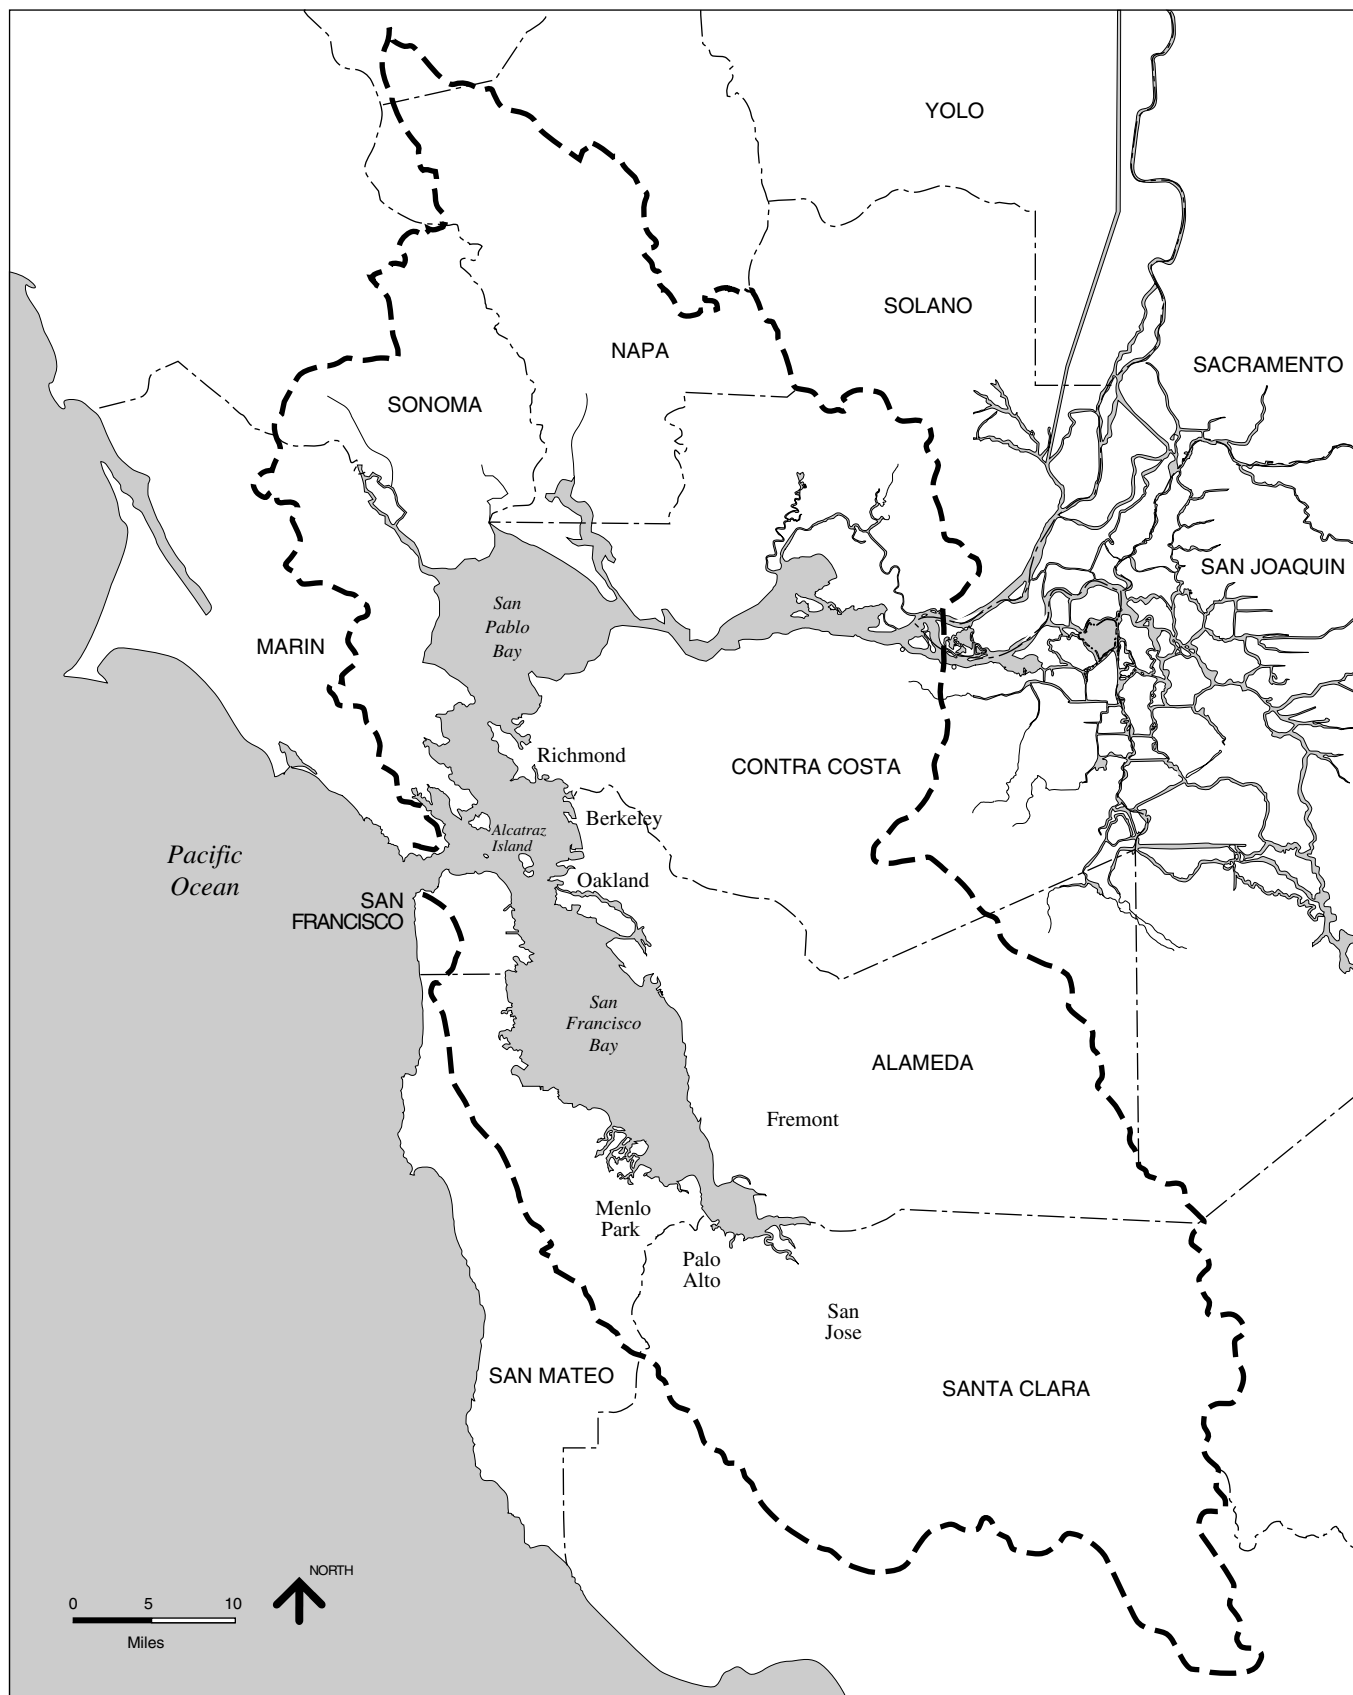 YOLO
SOLANO
NAPA
SACRAMENTO
SONOMA
SAN JOAQUIN
San
Pablo
Bay
MARIN
Richmond
CONTRA COSTA
Berkeley
Alcatraz
Island
Pacific
Ocean
Oakland
SAN
FRANCISCO
San
Francisco
Bay
ALAMEDA
Fremont
Menlo
Park
Palo
Alto
San
Jose
SAN MATEO
SANTA CLARA
NORTH
0 5 10
Miles